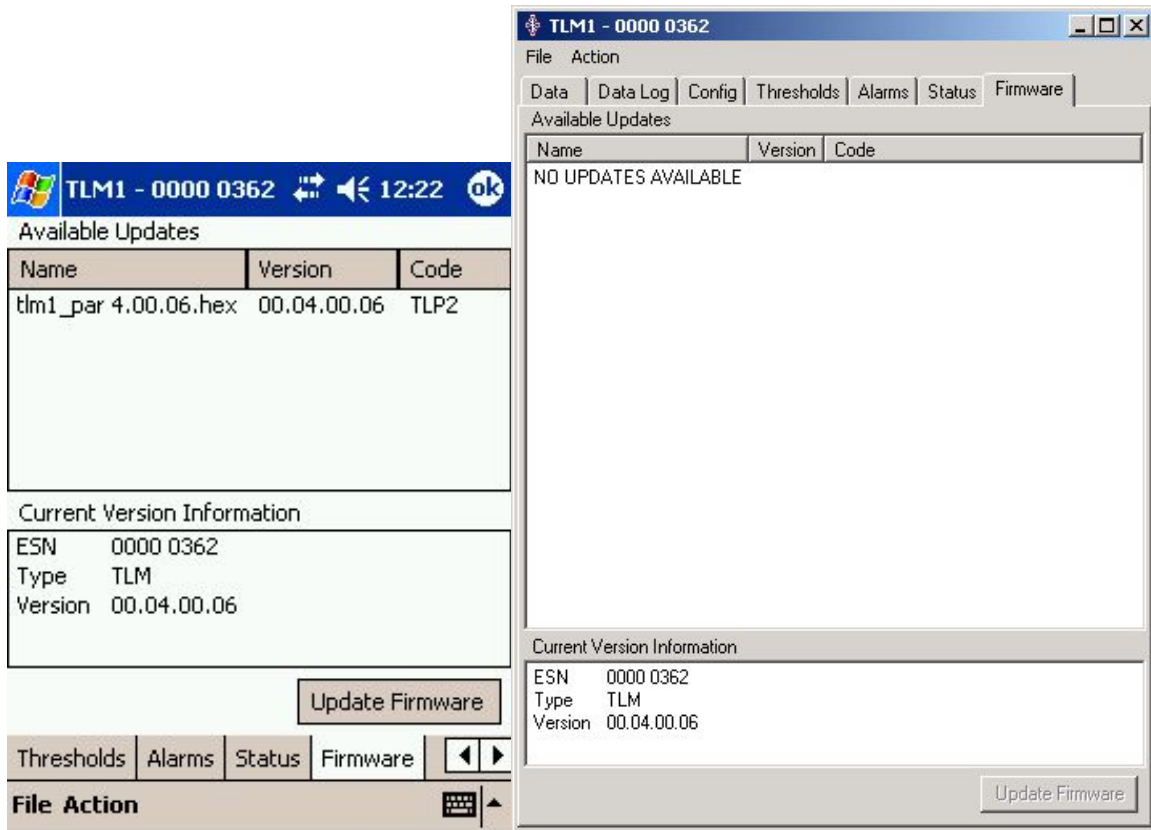 TLM1 - 0000 0362 12:22 ok
Available Updates
Name Version Code
tlm1_par 4.00.06.hex 00.04.00.06 TLP2
Current Version Information
ESN 0000 0362
Type TLM
Version 00.04.00.06
Update Firmware
Thresholds Alarms Status Firmware
File Action
TLM1 - 0000 0362
File Action
Data Data Log Config Thresholds Alarms Status Firmware
Available Updates
Name Version Code
NO UPDATES AVAILABLE
Current Version Information
ESN 0000 0362
Type TLM
Version 00.04.00.06
Update Firmware